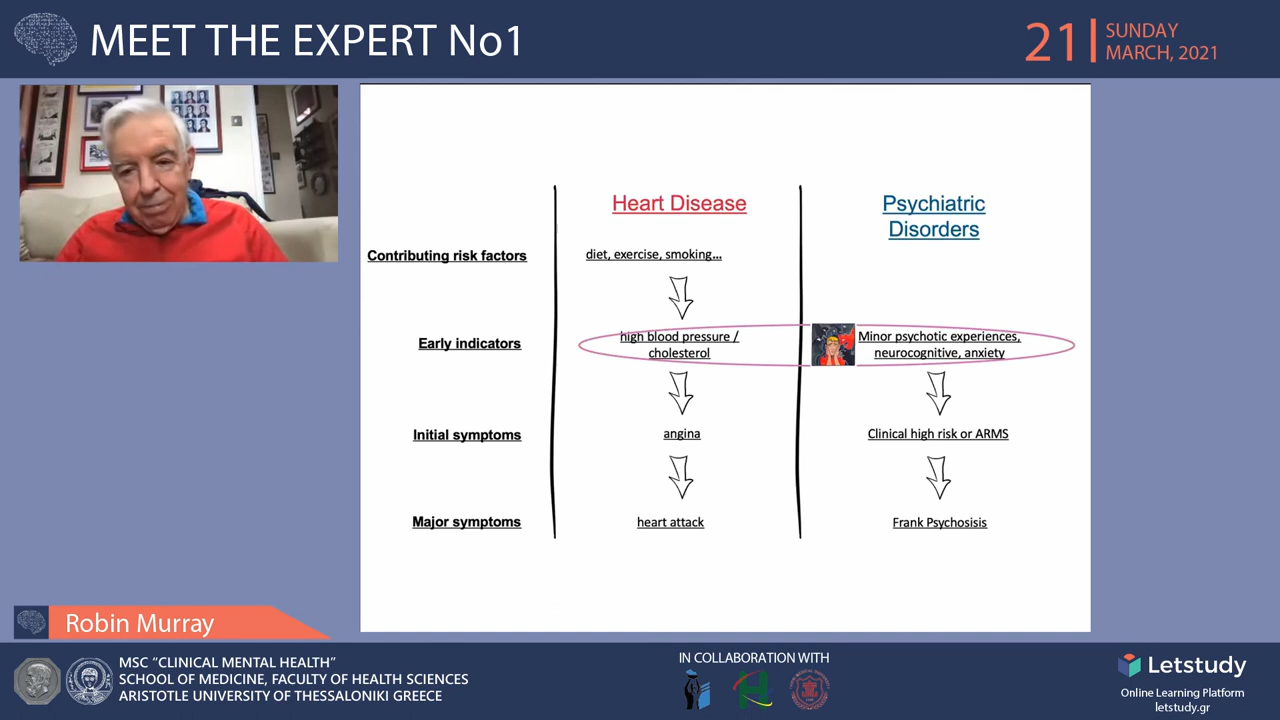 MEET THE EXPERT No1
21
SUNDAY
MARCH, 2021
Heart Disease
Psychiatric
Disorders
Contributing risk factors
diet, exercise, smoking...
Early indicators
high blood pressure /
cholesterol
Minor psychotic experiences,
neurocognitive, anxiety
Initial symptoms
angina
Clinical high risk or ARMS
Major symptoms
heart attack
Frank Psychosisis
Robin Murray
MSC “CLINICAL MENTAL HEALTH”
SCHOOL OF MEDICINE, FACULTY OF HEALTH SCIENCES
ARISTOTLE UNIVERSITY OF THESSALONIKI GREECE
IN COLLABORATION WITH
Letstudy
Online Learning Platform
letstudy.gr